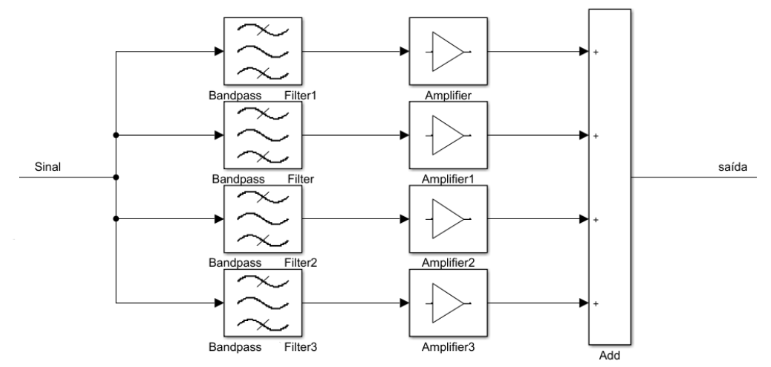 Bandpass Filter1
Amplifier
+
Bandpass Filter
Amplifier1
+
Sinal
saída
Bandpass Filter2
Amplifier2
+
Bandpass Filter3
Amplifier3
+
Add